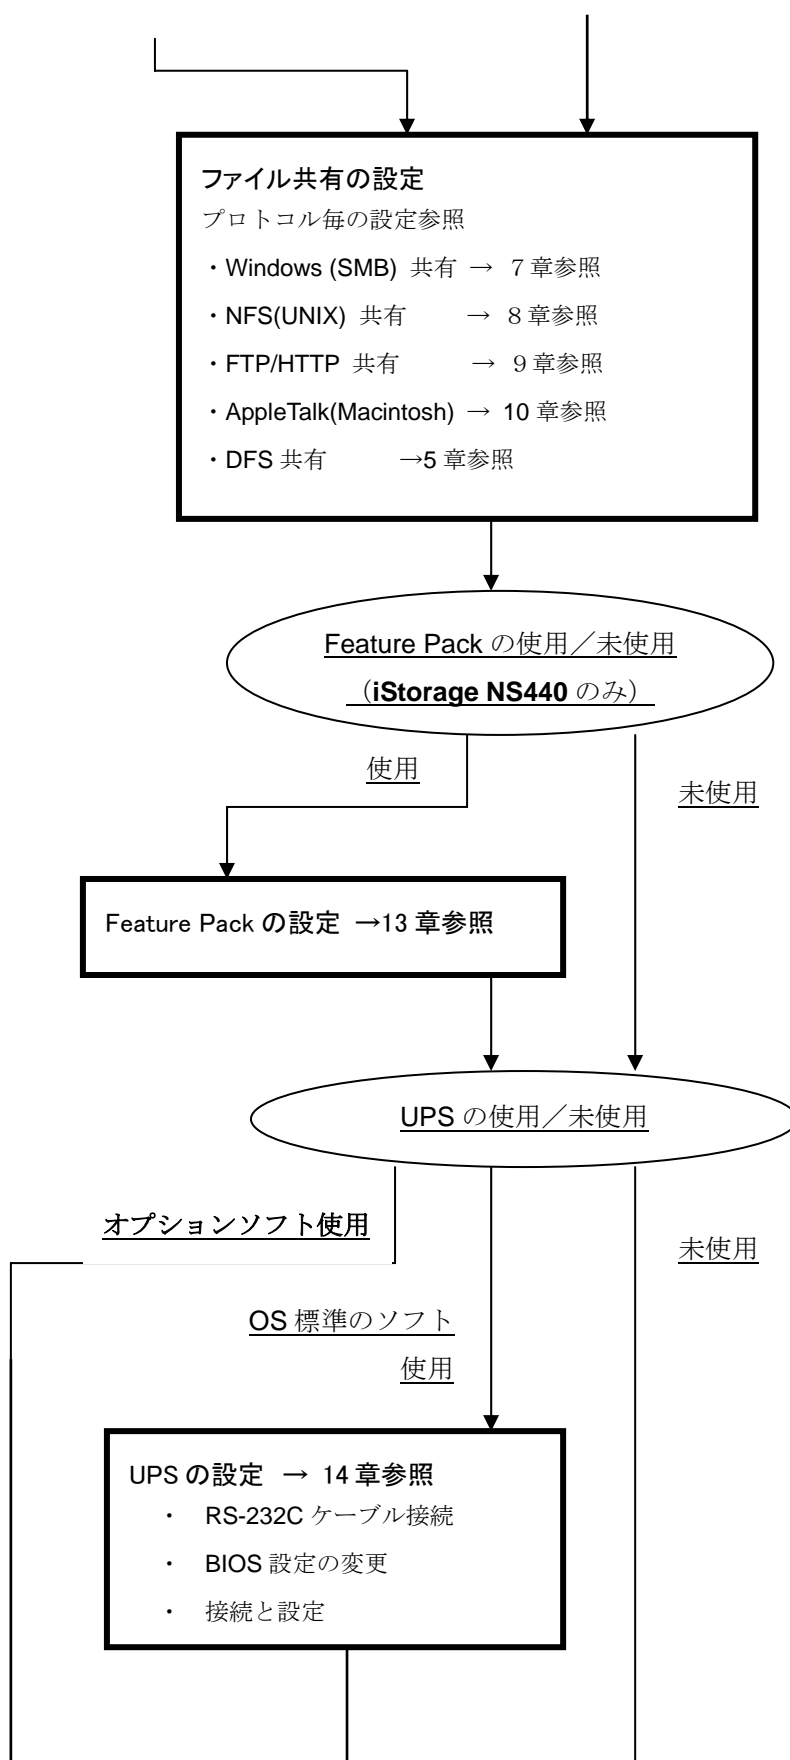 ファイル共有の設定
プロトコル毎の設定参照
・Windows (SMB) 共有 → ７章参照
・NFS(UNIX) 共有 → ８章参照
・FTP/HTTP 共有 → ９章参照
・AppleTalk(Macintosh) → 10 章参照
・DFS 共有 →5 章参照
Feature Pack の使用／未使用
（iStorage NS440 のみ）
使用
未使用
Feature Pack の設定 →13 章参照
UPS の使用／未使用
オプションソフト使用
未使用
OS 標準のソフト
使用
UPS の設定 → 14 章参照
・ RS-232C ケーブル接続
・ BIOS 設定の変更
・ 接続と設定